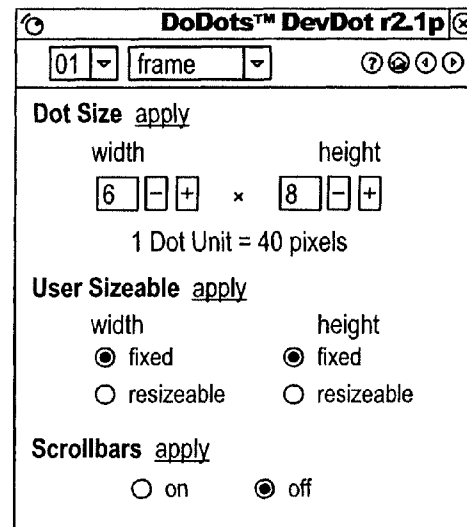 DoDots™ DevDot r2.1p
01 frame ?
Dot Size apply
width height
6 − + × 8 − +
1 Dot Unit = 40 pixels
User Sizeable apply
width height
fixed fixed
resizeable resizeable
Scrollbars apply
on off